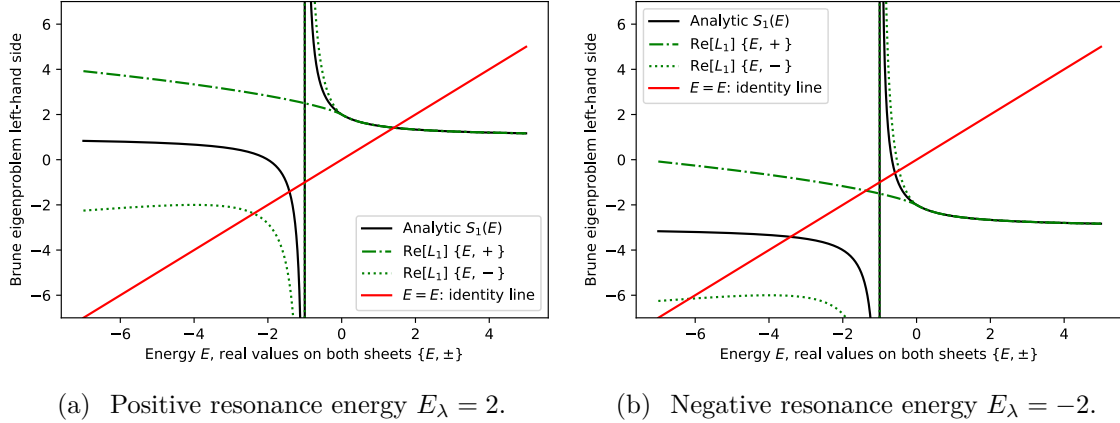 Brune eigenproblem left-hand side
6
4
2
0
−2
−4
−6
−6 −4 −2 0 2 4
Energy E, real values on both sheets {E, ±}
Analytic S₁(E)
Re[L₁] {E, +}
Re[L₁] {E, −}
E = E: identity line
(a) Positive resonance energy E_λ = 2.
Brune eigenproblem left-hand side
6
4
2
0
−2
−4
−6
−6 −4 −2 0 2 4
Energy E, real values on both sheets {E, ±}
Analytic S₁(E)
Re[L₁] {E, +}
Re[L₁] {E, −}
E = E: identity line
(b) Negative resonance energy E_λ = −2.